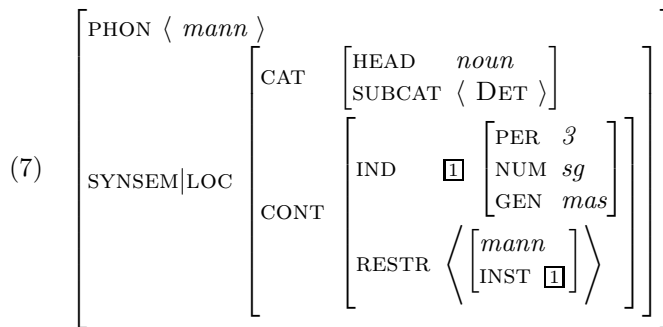 PHON ⟨ mann ⟩
CAT HEAD noun
SUBCAT ⟨ DET ⟩
(7) SYNSEM|LOC
IND 1 PER 3
NUM sg
GEN mas
CONT
RESTR ⟨ mann
INST 1 ⟩